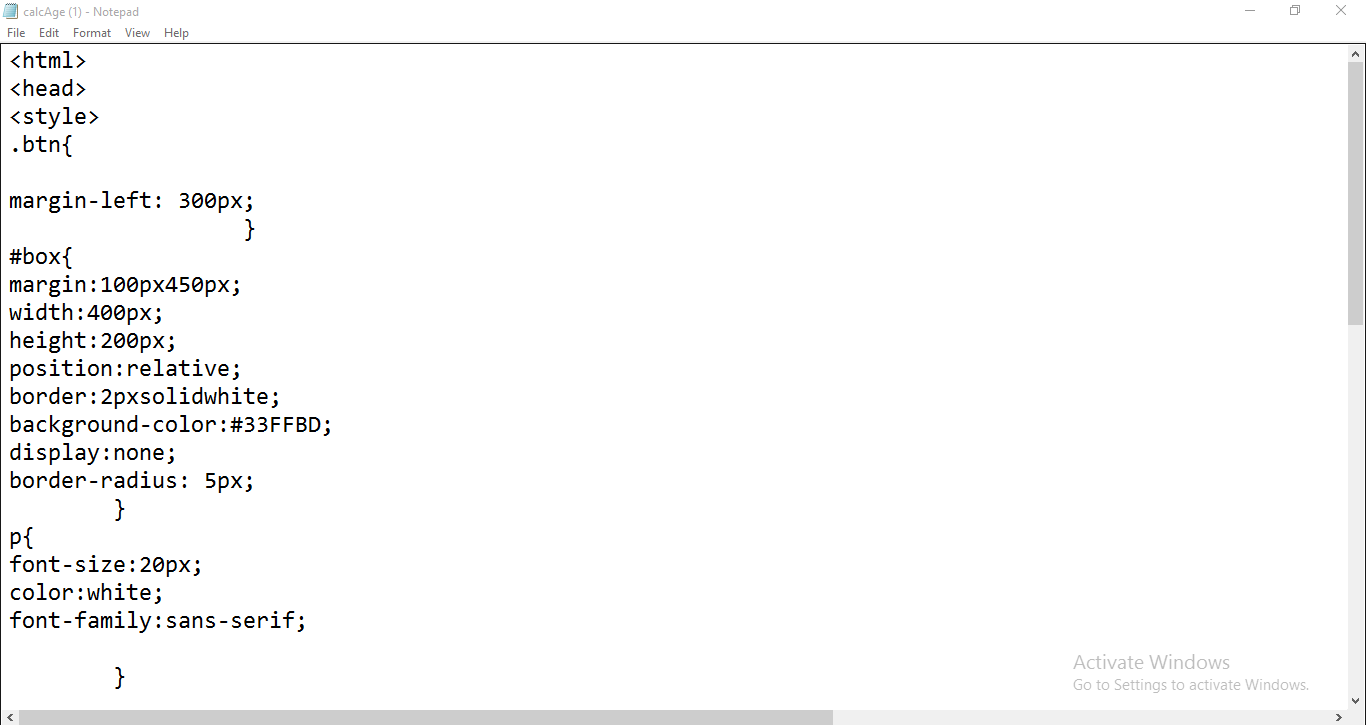 calcAge (1) - Notepad
File Edit Format View Help
<html>
<head>
<style>
.btn{
margin-left: 300px;
}
#box{
margin:100px450px;
width:400px;
height:200px;
position:relative;
border:2pxsolidwhite;
background-color:#33FFBD;
display:none;
border-radius: 5px;
}
p{
font-size:20px;
color:white;
font-family:sans-serif;
}
Activate Windows
Go to Settings to activate Windows.